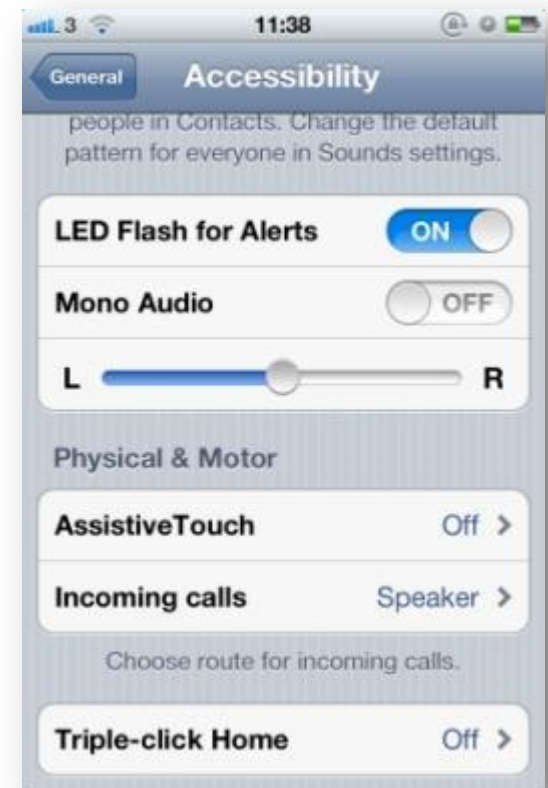 3 11:38
General Accessibility
people in Contacts. Change the default
pattern for everyone in Sounds settings.
LED Flash for Alerts ON
Mono Audio OFF
L R
Physical & Motor
AssistiveTouch Off
Incoming calls Speaker
Choose route for incoming calls.
Triple-click Home Off